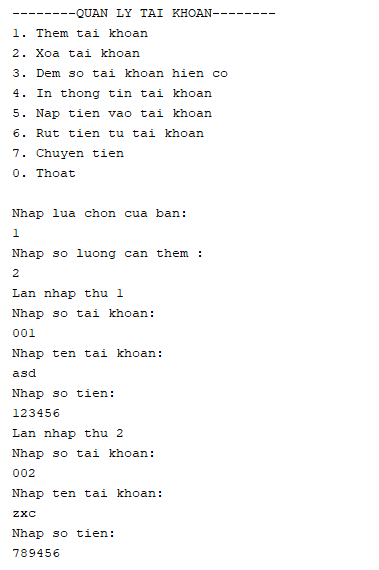 --------QUAN LY TAI KHOAN--------
1. Them tai khoan
2. Xoa tai khoan
3. Dem so tai khoan hien co
4. In thong tin tai khoan
5. Nap tien vao tai khoan
6. Rut tien tu tai khoan
7. Chuyen tien
0. Thoat
Nhap lua chon cua ban:
1
Nhap so luong can them :
2
Lan nhap thu 1
Nhap so tai khoan:
001
Nhap ten tai khoan:
asd
Nhap so tien:
123456
Lan nhap thu 2
Nhap so tai khoan:
002
Nhap ten tai khoan:
zxc
Nhap so tien:
789456